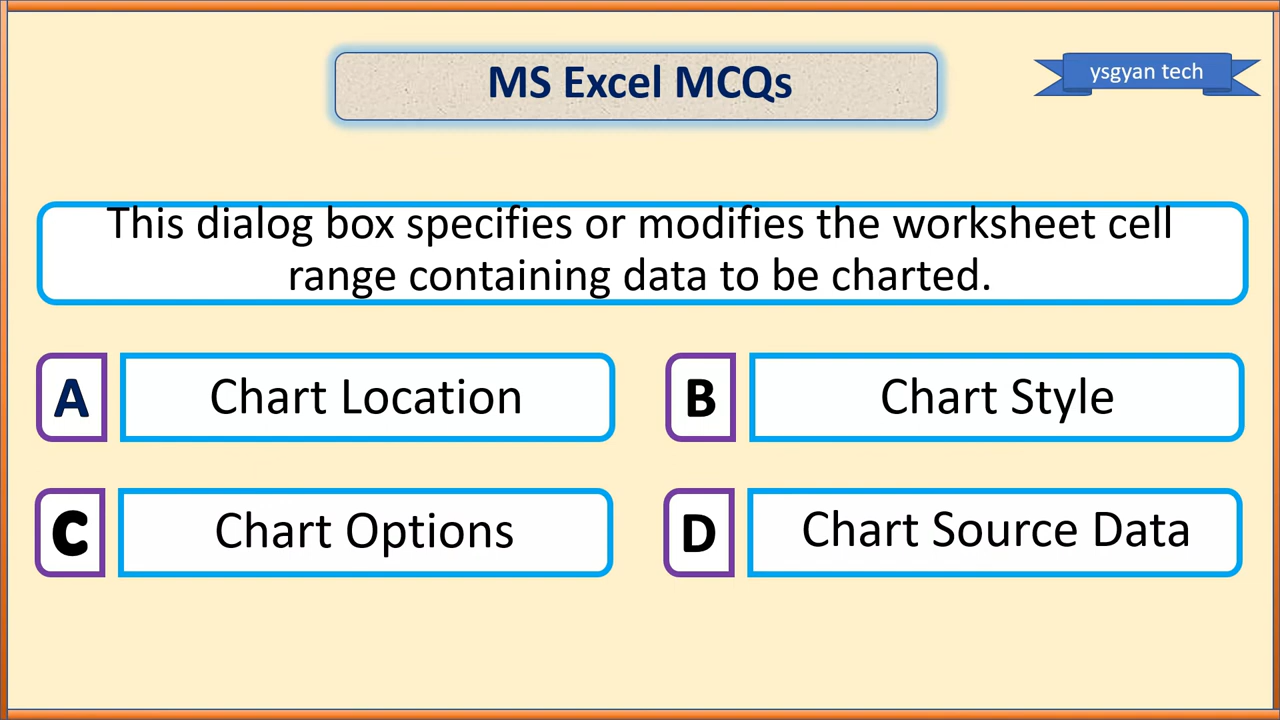 MS Excel MCQs
ysgyan tech
This dialog box specifies or modifies the worksheet cell
range containing data to be charted.
A
Chart Location
B
Chart Style
C
Chart Options
D
Chart Source Data